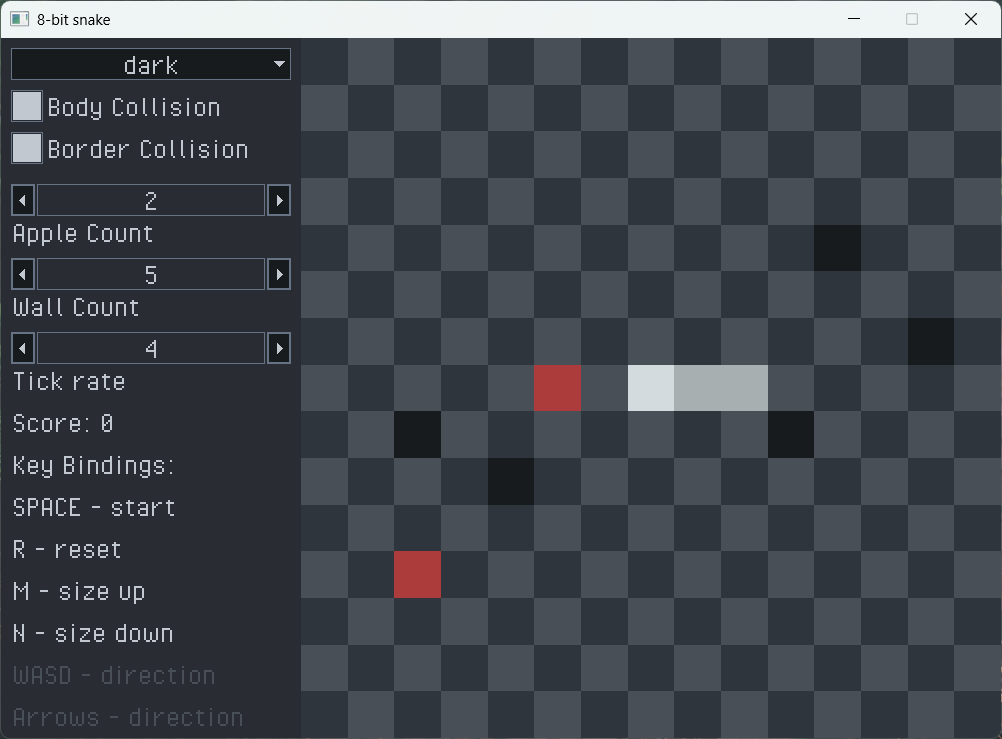 8-bit snake
dark
Body Collision
Border Collision
2
Apple Count
5
Wall Count
4
Tick rate
Score: 0
Key Bindings:
SPACE - start
R - reset
M - size up
N - size down
WASD - direction
Arrows - direction